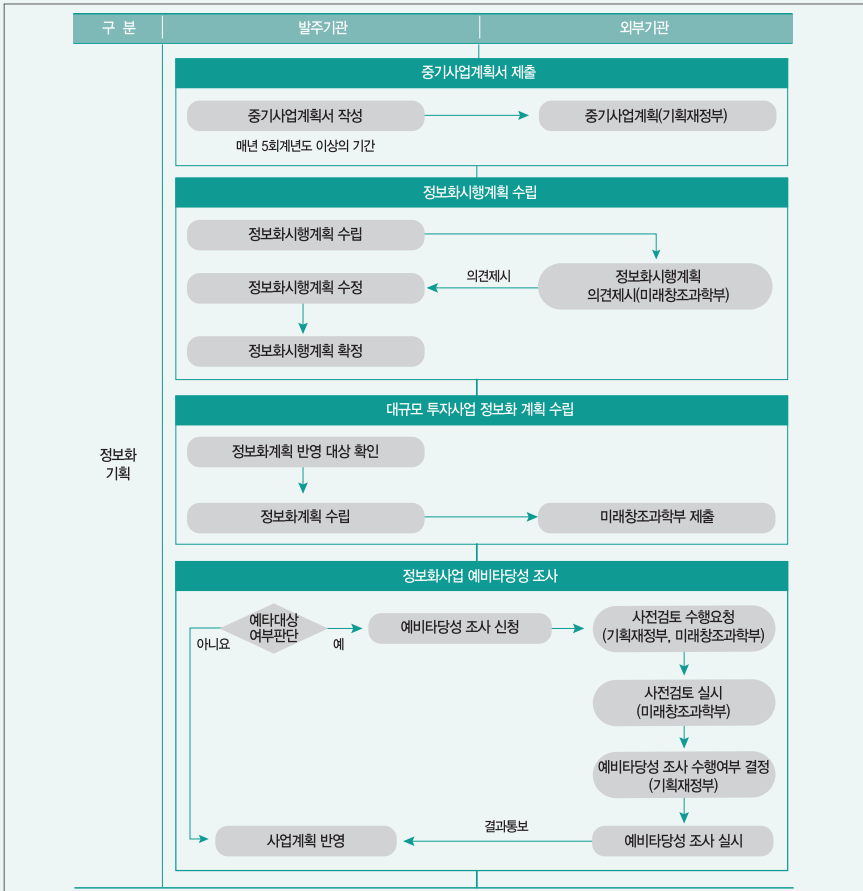 구 분
발주기관
외부기관
정보화
기획
중기사업계획서 제출
중기사업계획서 작성
중기사업계획(기획재정부)
매년 5회계년도 이상의 기간
정보화시행계획 수립
정보화시행계획 수립
정보화시행계획
의견제시(미래창조과학부)
의견제시
정보화시행계획 수정
정보화시행계획 확정
대규모 투자사업 정보화 계획 수립
정보화계획 반영 대상 확인
정보화계획 수립
미래창조과학부 제출
정보화사업 예비타당성 조사
예타대상
여부판단
아니요
예
예비타당성 조사 신청
사전검토 수행요청
(기획재정부, 미래창조과학부)
사전검토 실시
(미래창조과학부)
예비타당성 조사 수행여부 결정
(기획재정부)
예비타당성 조사 실시
결과통보
사업계획 반영